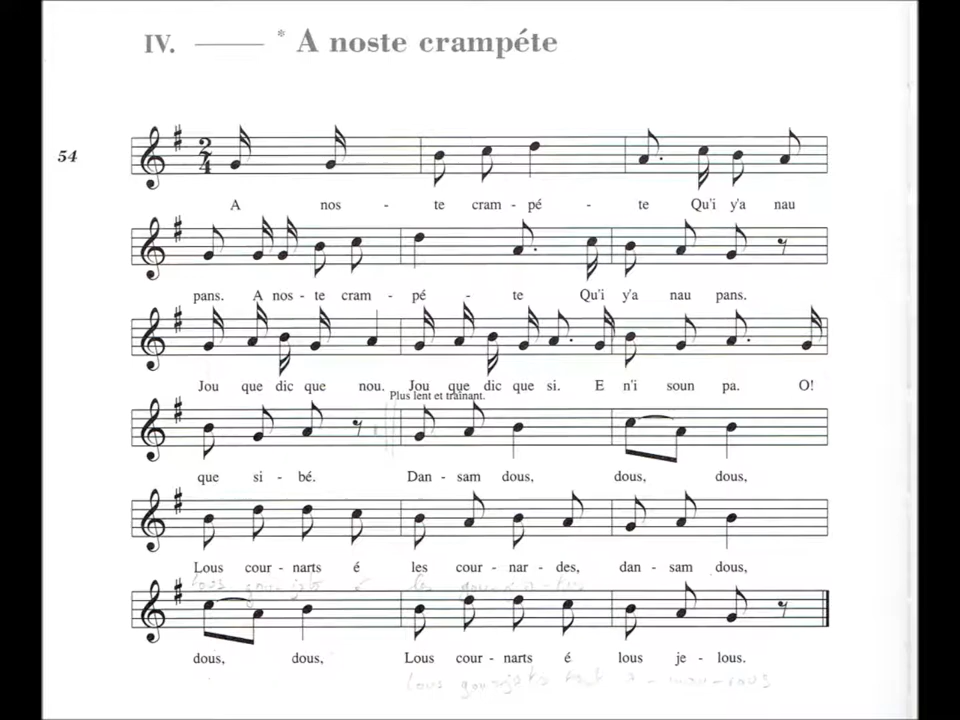 IV. —— * A noste crampéte
54
2 4
A nos - te cram - pé - te Qu'i y'a nau
pans. A nos - te cram - pé - te Qu'i y'a nau pans.
Jou que dic que nou. Jou que dic que si. E n'i soun pa. O!
Plus lent et traînant.
que si - bé. Dan - sam dous, dous, dous,
Lous cour - narts é les cour - nar - des, dan - sam dous,
dous, dous, Lous cour - narts é lous je - lous.